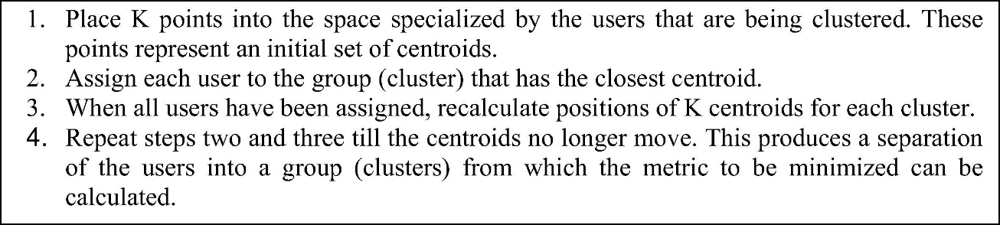 1. Place K points into the space specialized by the users that are being clustered. These
points represent an initial set of centroids.
2. Assign each user to the group (cluster) that has the closest centroid.
3. When all users have been assigned, recalculate positions of K centroids for each cluster.
4. Repeat steps two and three till the centroids no longer move. This produces a separation
of the users into a group (clusters) from which the metric to be minimized can be
calculated.